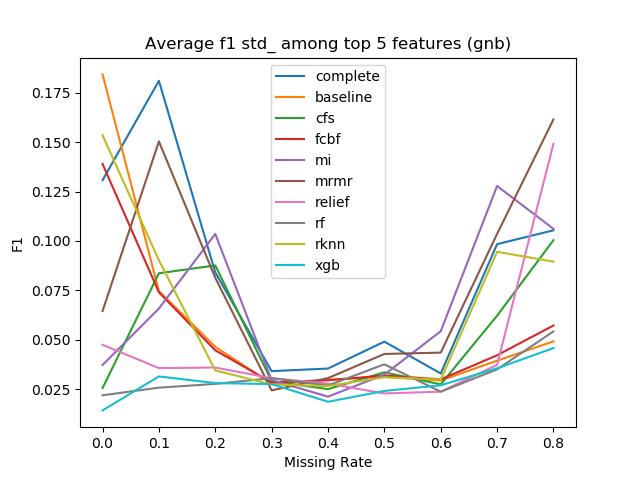 Average f1 std_ among top 5 features (gnb)
F1
0.175
0.150
0.125
0.100
0.075
0.050
0.025
complete
baseline
cfs
fcbf
mi
mrmr
relief
rf
rknn
xgb
0.0 0.1 0.2 0.3 0.4 0.5 0.6 0.7 0.8
Missing Rate